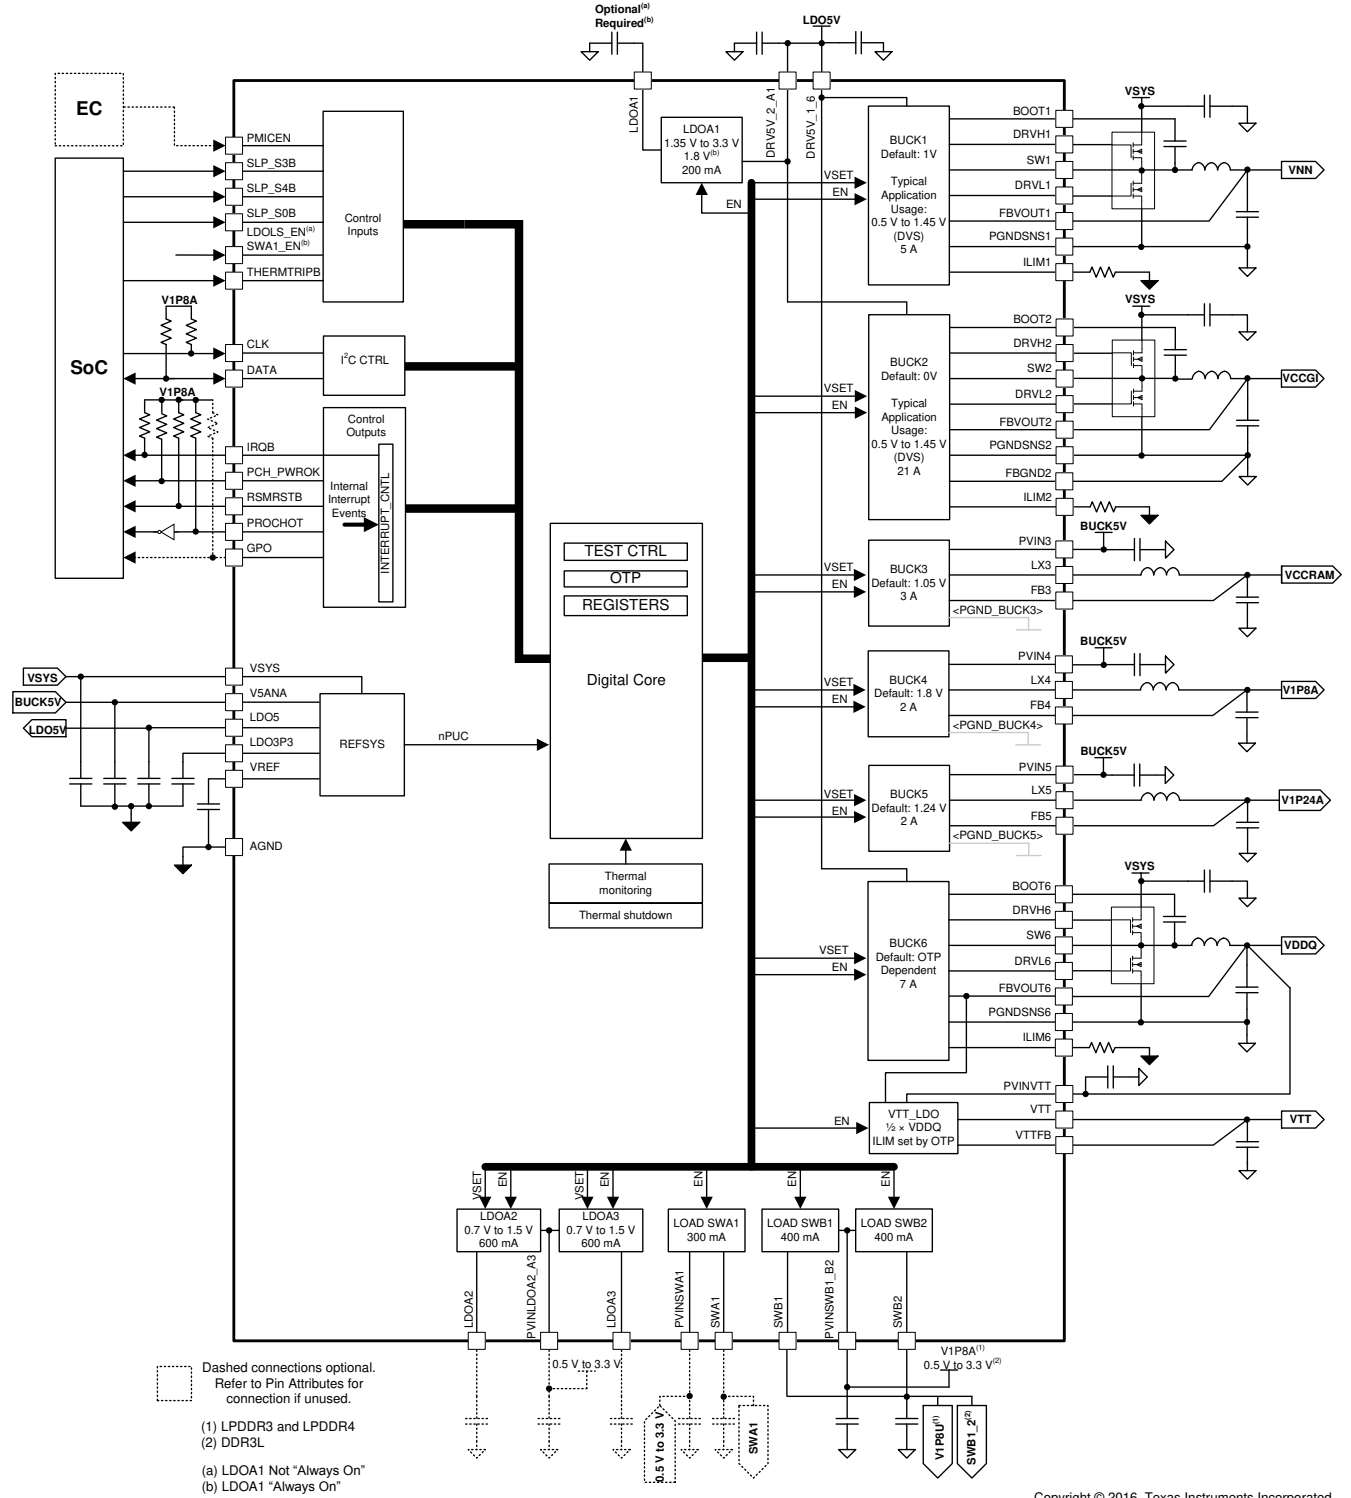 Optional(a)
Required(b)
LDO5V
EC
SoC
PMICEN
SLP_S3B
SLP_S4B
SLP_S0B
LDOLS_EN(a)
SWA1_EN(b)
THERMTRIPB
Control
Inputs
V1P8A
CLK
DATA
I2C CTRL
V1P8A
IRQB
PCH_PWROK
RSMRSTB
PROCHOT
GPO
Control
Outputs
Internal
Interrupt
Events
INTERRUPT_CNTL
VSYS
BUCK5V
LDO5V
VSYS
V5ANA
LDO5
LDO3P3
VREF
AGND
REFSYS
nPUC
TEST CTRL
OTP
REGISTERS
Digital Core
Thermal
monitoring
Thermal shutdown
LDOA1
DRV5V_2_A1
DRV5V_1_6
LDOA1
1.35 V to 3.3 V
1.8 V(b)
200 mA
EN
VSET
EN
BUCK1
Default: 1V
Typical
Application
Usage:
0.5 V to 1.45 V
(DVS)
5 A
BOOT1
DRVH1
SW1
DRVL1
FBVOUT1
PGNDSNS1
ILIM1
VSYS
VNN
VSET
EN
BUCK2
Default: 0V
Typical
Application
Usage:
0.5 V to 1.45 V
(DVS)
21 A
BOOT2
DRVH2
SW2
DRVL2
FBVOUT2
PGNDSNS2
FBGND2
ILIM2
VSYS
VCCGI
VSET
EN
BUCK3
Default: 1.05 V
3 A
PVIN3
LX3
FB3
<PGND_BUCK3>
BUCK5V
VCCRAM
VSET
EN
BUCK4
Default: 1.8 V
2 A
PVIN4
LX4
FB4
<PGND_BUCK4>
BUCK5V
V1P8A
VSET
EN
BUCK5
Default: 1.24 V
2 A
PVIN5
LX5
FB5
<PGND_BUCK5>
BUCK5V
V1P24A
VSET
EN
BUCK6
Default: OTP
Dependent
7 A
BOOT6
DRVH6
SW6
DRVL6
FBVOUT6
PGNDSNS6
ILIM6
VSYS
VDDQ
EN
VTT_LDO
½ × VDDQ
ILIM set by OTP
PVINVTT
VTT
VTTFB
VTT
VSET
EN
VSET
EN
EN
EN
EN
LDOA2
0.7 V to 1.5 V
600 mA
LDOA3
0.7 V to 1.5 V
600 mA
LOAD SWA1
300 mA
LOAD SWB1
400 mA
LOAD SWB2
400 mA
LDOA2
PVINLDOA2_A3
LDOA3
PVINSWA1
SWA1
SWB1
PVINSWB1_B2
SWB2
0.5 V to 3.3 V
V1P8A(1)
0.5 V to 3.3 V(2)
0.5 V to 3.3 V
SWA1
V1P8U(1)
SWB1_2(2)
Dashed connections optional.
Refer to Pin Attributes for
connection if unused.
(1) LPDDR3 and LPDDR4
(2) DDR3L
(a) LDOA1 Not “Always On”
(b) LDOA1 “Always On”
Copyright © 2016, Texas Instruments Incorporated